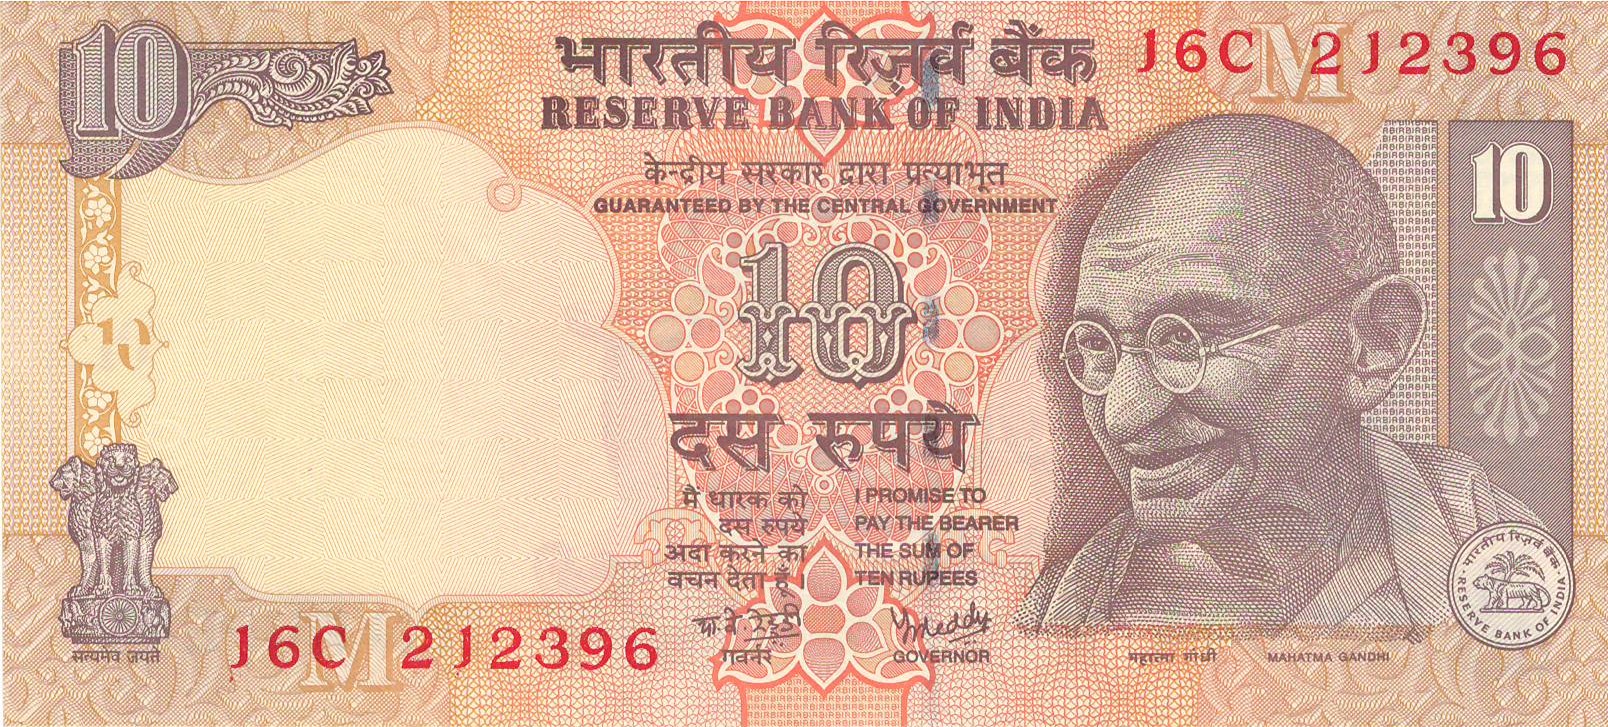 10
भारतीय रिज़र्व बैंक
RESERVE BANK OF INDIA
J6C 2J2396
M
केन्द्रीय सरकार द्वारा प्रत्याभूत
GUARANTEED BY THE CENTRAL GOVERNMENT
10
10
दस रुपये
मैं धारक को
दस रुपये
अदा करने का
वचन देता हूँ।
I PROMISE TO
PAY THE BEARER
THE SUM OF
TEN RUPEES
गवर्नर
GOVERNOR
सत्यमेव जयते
J6C 2J2396
M
महात्मा गाँधी
MAHATMA GANDHI
भारतीय रिज़र्व बैंक
RESERVE BANK OF INDIA